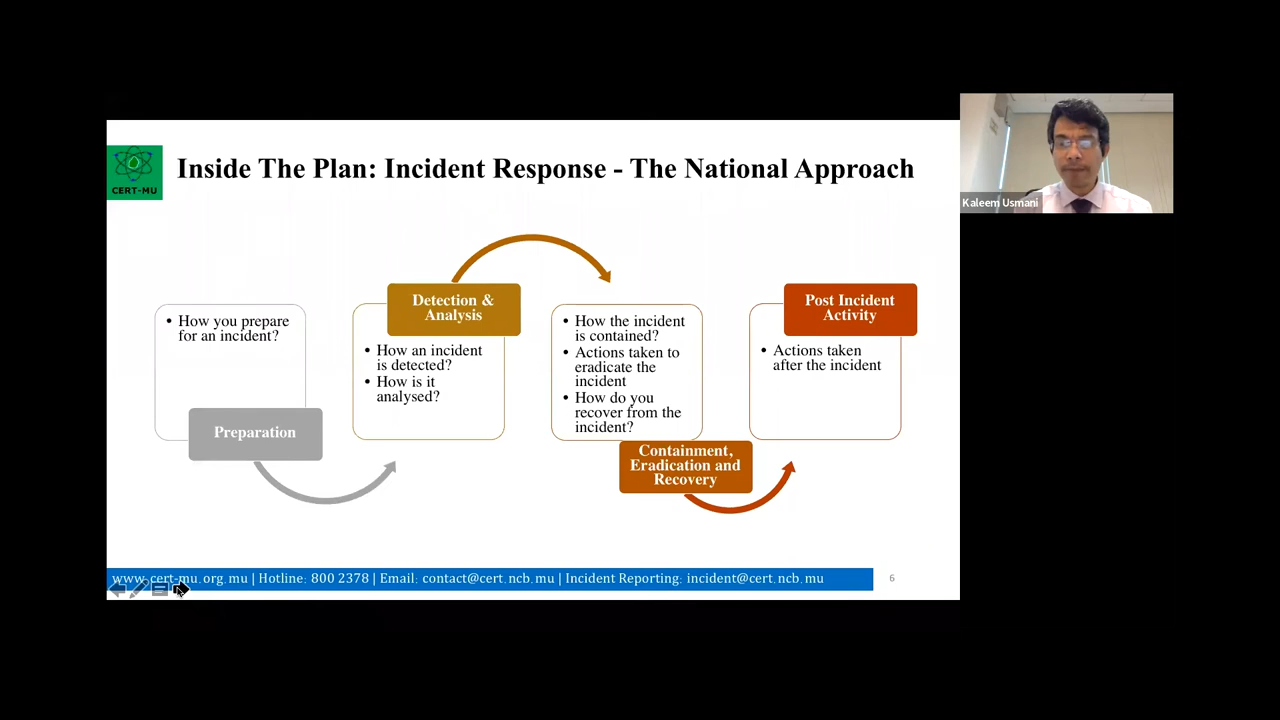 Inside The Plan: Incident Response - The National Approach
CERT-MU
Kaleem Usmani
• How you prepare
for an incident?
Preparation
Detection &
Analysis
• How an incident
is detected?
• How is it
analysed?
• How the incident
is contained?
• Actions taken to
eradicate the
incident
• How do you
recover from the
incident?
Containment,
Eradication and
Recovery
Post Incident
Activity
• Actions taken
after the incident
www.cert-mu.org.mu | Hotline: 800 2378 | Email: contact@cert.ncb.mu | Incident Reporting: incident@cert.ncb.mu
6